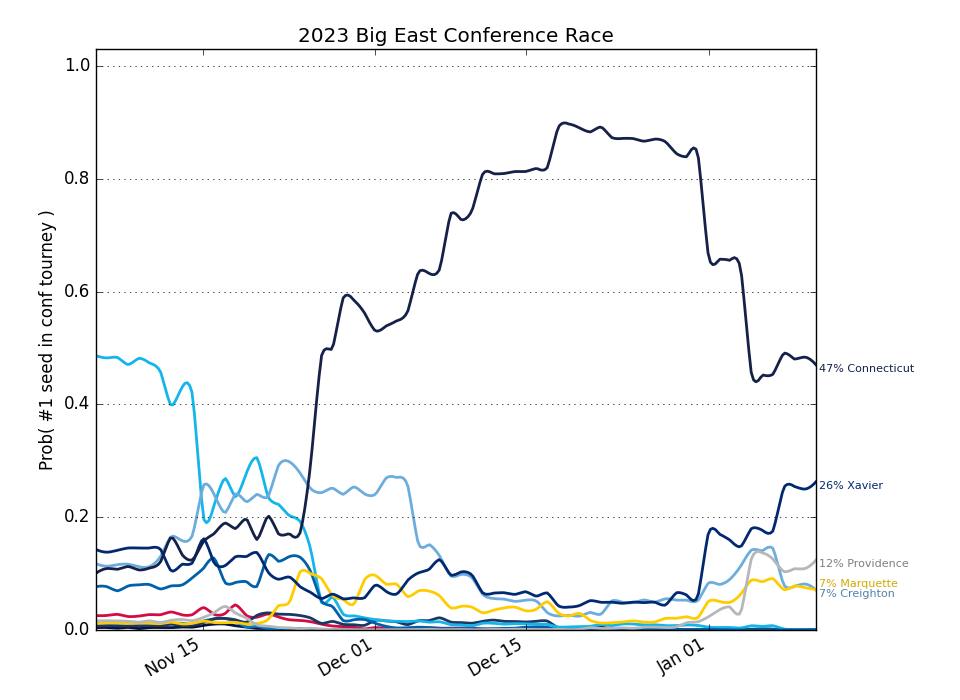 2023 Big East Conference Race
Prob( #1 seed in conf tourney )
1.0
0.8
0.6
0.4
0.2
0.0
Nov 15
Dec 01
Dec 15
Jan 01
47% Connecticut
26% Xavier
12% Providence
7% Marquette
7% Creighton